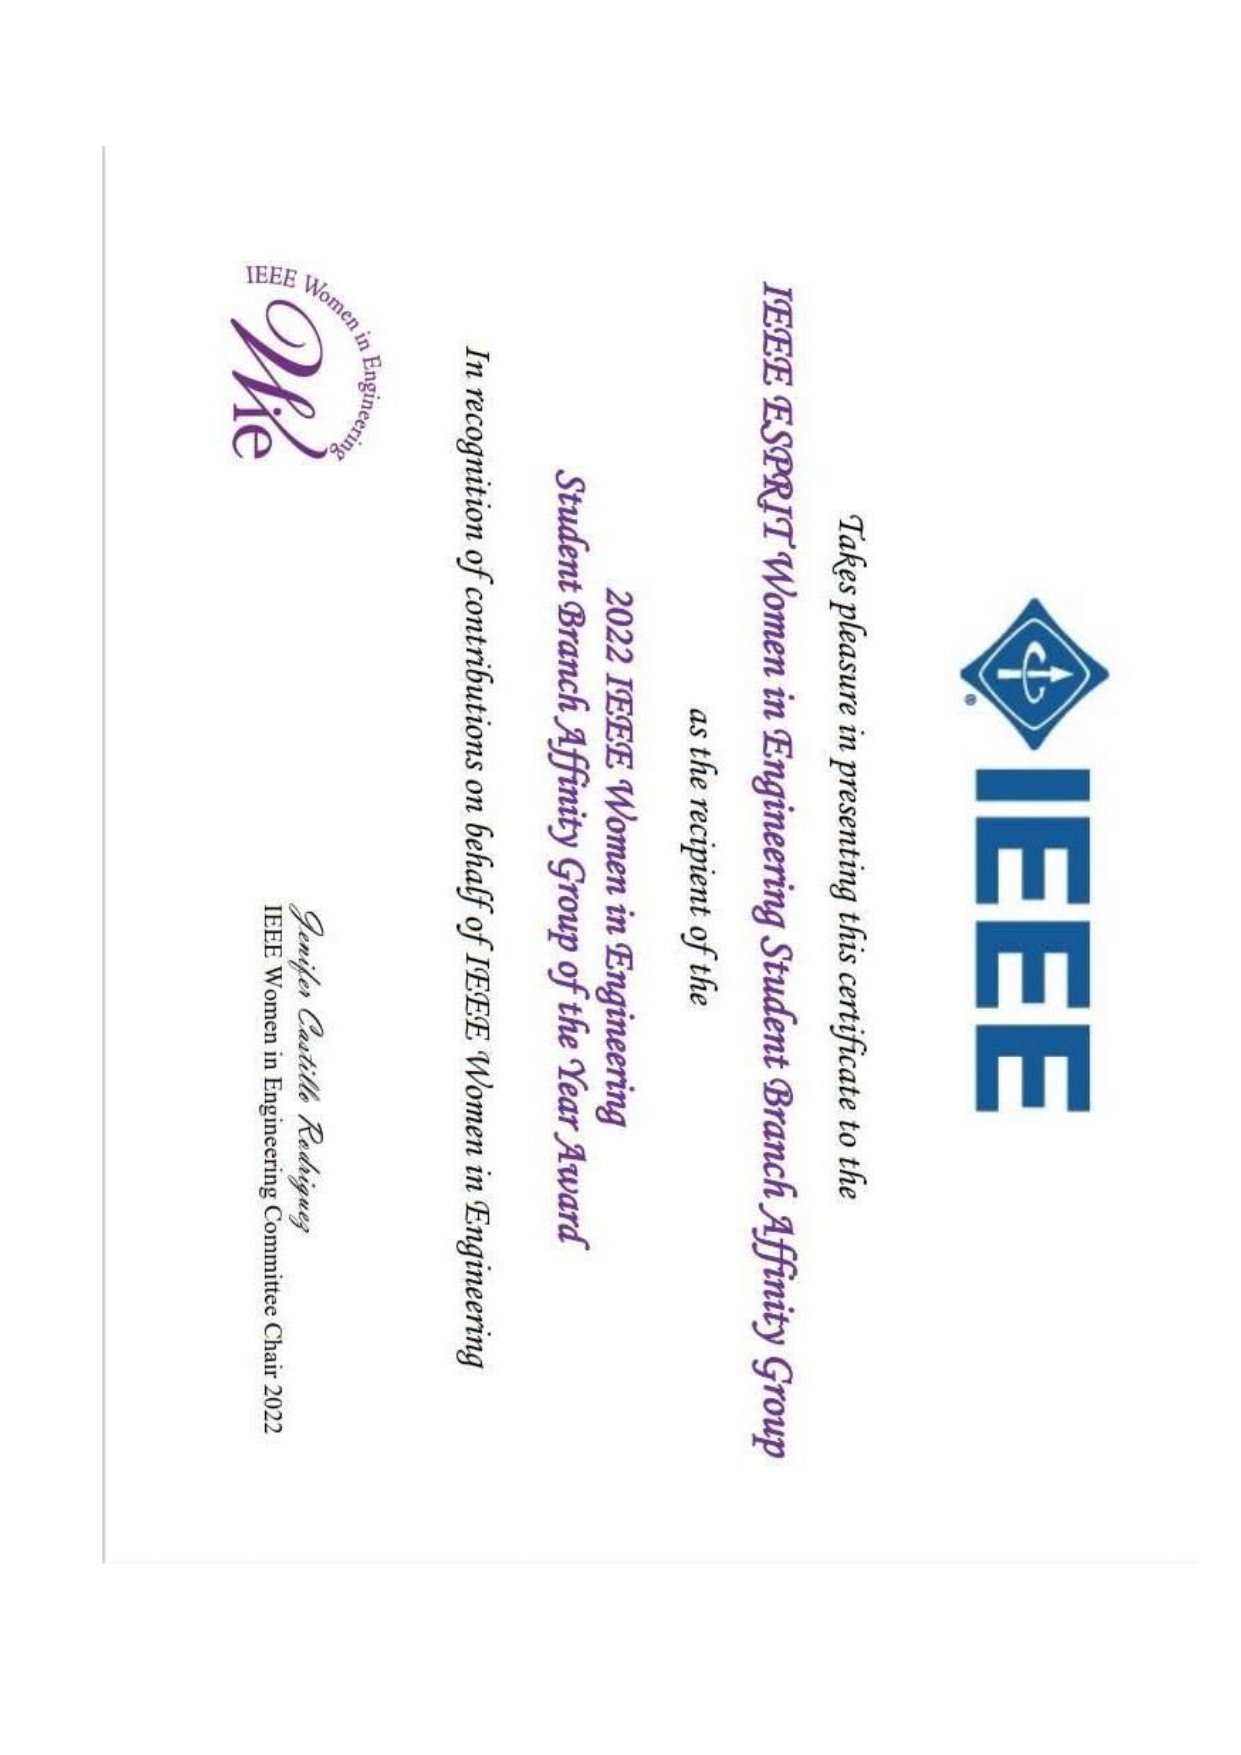 IEEE
®
Takes pleasure in presenting this certificate to the
IEEE ESPRIT Women in Engineering Student Branch Affinity Group
as the recipient of the
2022 IEEE Women in Engineering
Student Branch Affinity Group of the Year Award
In recognition of contributions on behalf of IEEE Women in Engineering
IEEE Women in Engineering
Wie
Jenifer Castillo Rodriguez
IEEE Women in Engineering Committee Chair 2022